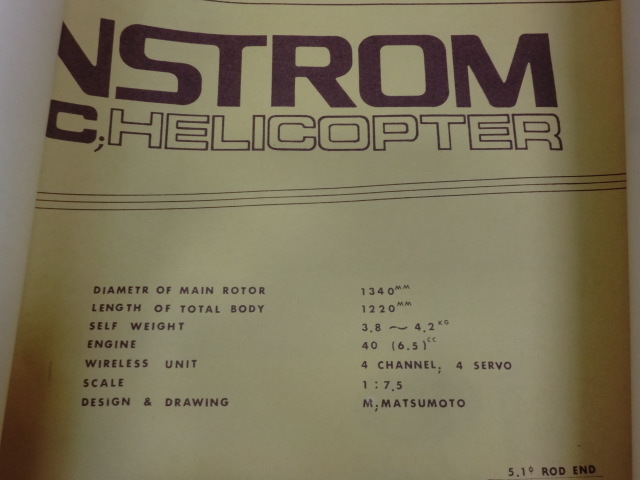 NSTROM
C;HELICOPTER
DIAMETR OF MAIN ROTOR 1340MM
LENGTH OF TOTAL BODY 1220MM
SELF WEIGHT 3.8 ~ 4.2KG
ENGINE 40 (6.5)CC
WIRELESS UNIT 4 CHANNEL; 4 SERVO
SCALE 1 : 7.5
DESIGN & DRAWING M;MATSUMOTO
5.1φ ROD END